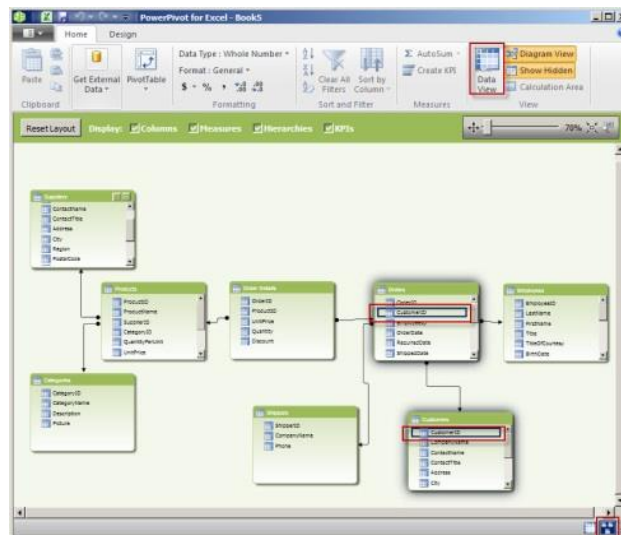 PowerPivot for Excel - Book5
Home Design
Paste
Get External Data
PivotTable
Data Type : Whole Number
Format : General
$ - % ,
Clear All Filters
Sort by Column
AutoSum
Create KPI
Data View
Diagram View
Show Hidden
Calculation Area
Clipboard
Formatting
Sort and Filter
Measures
View
Reset Layout Display: Columns Measures Hierarchies KPIs
70%
Suppliers
ContactName
ContactTitle
Address
City
Region
PostalCode
Products
ProductID
ProductName
SupplierID
CategoryID
QuantityPerUnit
UnitPrice
Order Details
OrderID
ProductID
UnitPrice
Quantity
Discount
Orders
OrderID
CustomerID
EmployeeID
OrderDate
RequiredDate
ShippedDate
Employees
EmployeeID
LastName
FirstName
Title
TitleOfCourtesy
BirthDate
Categories
CategoryID
CategoryName
Description
Picture
Shippers
ShipperID
CompanyName
Phone
Customers
CustomerID
CompanyName
ContactName
ContactTitle
Address
City